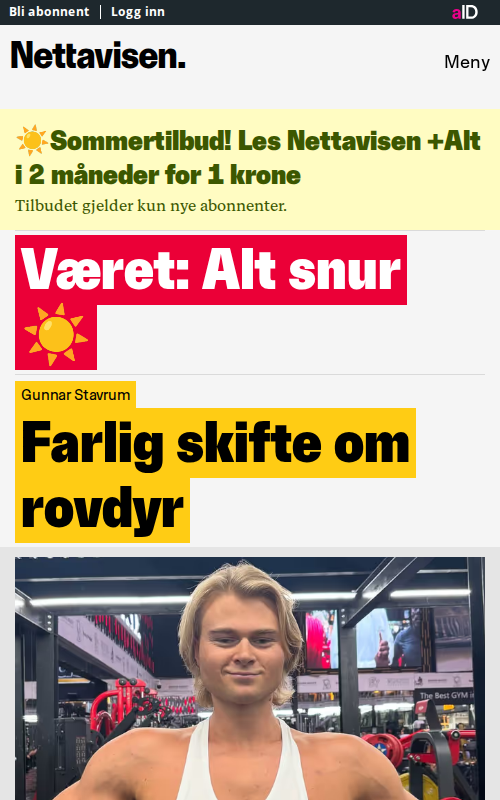 Bli abonnent | Logg inn
aID
Nettavisen.
Meny
☀️Sommertilbud! Les Nettavisen +Alt
i 2 måneder for 1 krone
Tilbudet gjelder kun nye abonnenter.
Været: Alt snur
☀️
Gunnar Stavrum
Farlig skifte om
rovdyr
The Best GYM